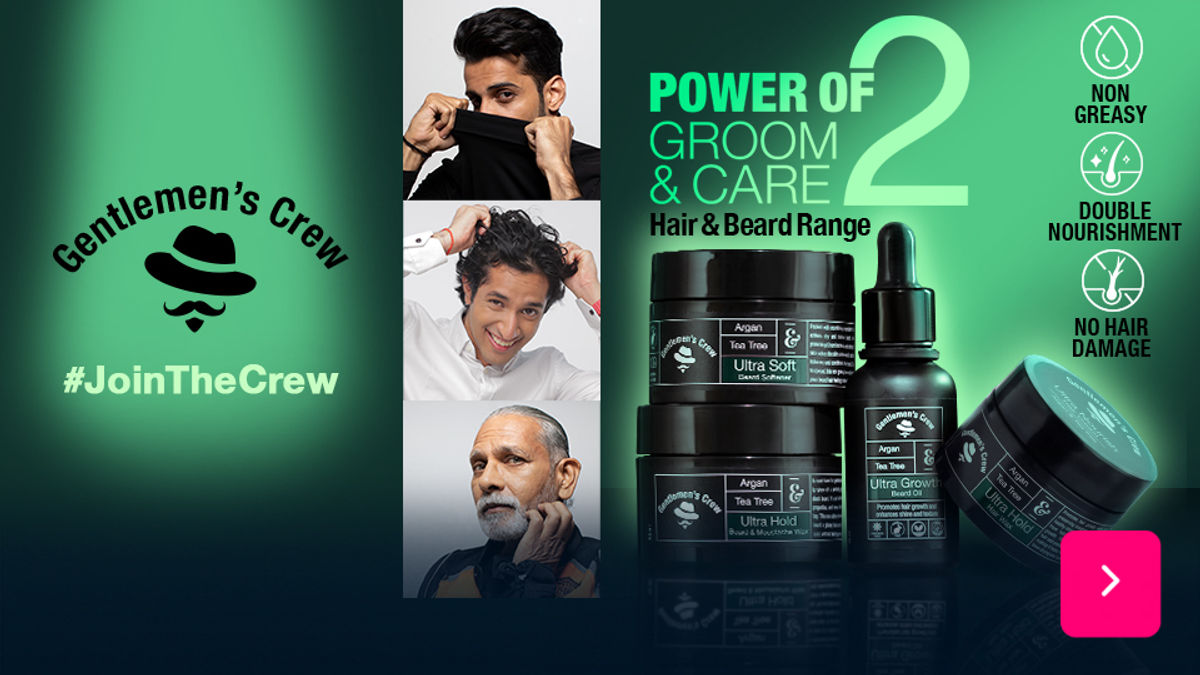 Gentlemen's Crew
#JoinTheCrew
POWER OF 2
GROOM
& CARE
Hair & Beard Range
NON
GREASY
DOUBLE
NOURISHMENT
NO HAIR
DAMAGE
Gentlemen's Crew
Argan
Tea Tree
&
Ultra Soft
Beard Softener
Gentlemen's Crew
Argan
Tea Tree
&
Ultra Hold
Beard & Moustache Wax
Gentlemen's Crew
Argan
Tea Tree
&
Ultra Growth
Beard Oil
Promotes hair growth and
enhances shine and texture
Gentlemen's Crew
Gentlemen's Crew
Argan
Tea Tree
&
Ultra Hold
Hair Wax